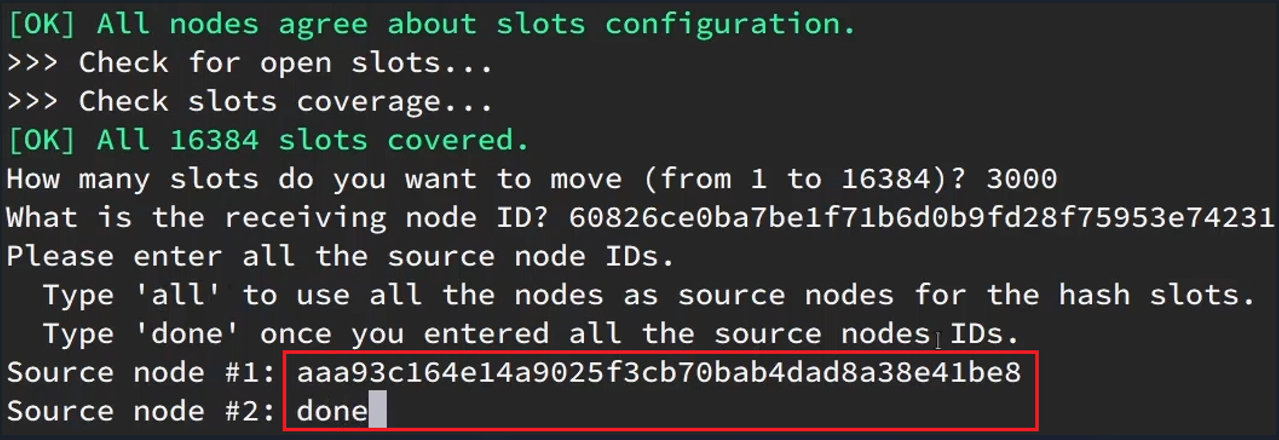 [OK] All nodes agree about slots configuration.
>>> Check for open slots...
>>> Check slots coverage...
[OK] All 16384 slots covered.
How many slots do you want to move (from 1 to 16384)? 3000
What is the receiving node ID? 60826ce0ba7be1f71b6d0b9fd28f75953e74231
Please enter all the source node IDs.
  Type 'all' to use all the nodes as source nodes for the hash slots.
  Type 'done' once you entered all the source nodes IDs.
Source node #1: aaa93c164e14a9025f3cb70bab4dad8a38e41be8
Source node #2: done